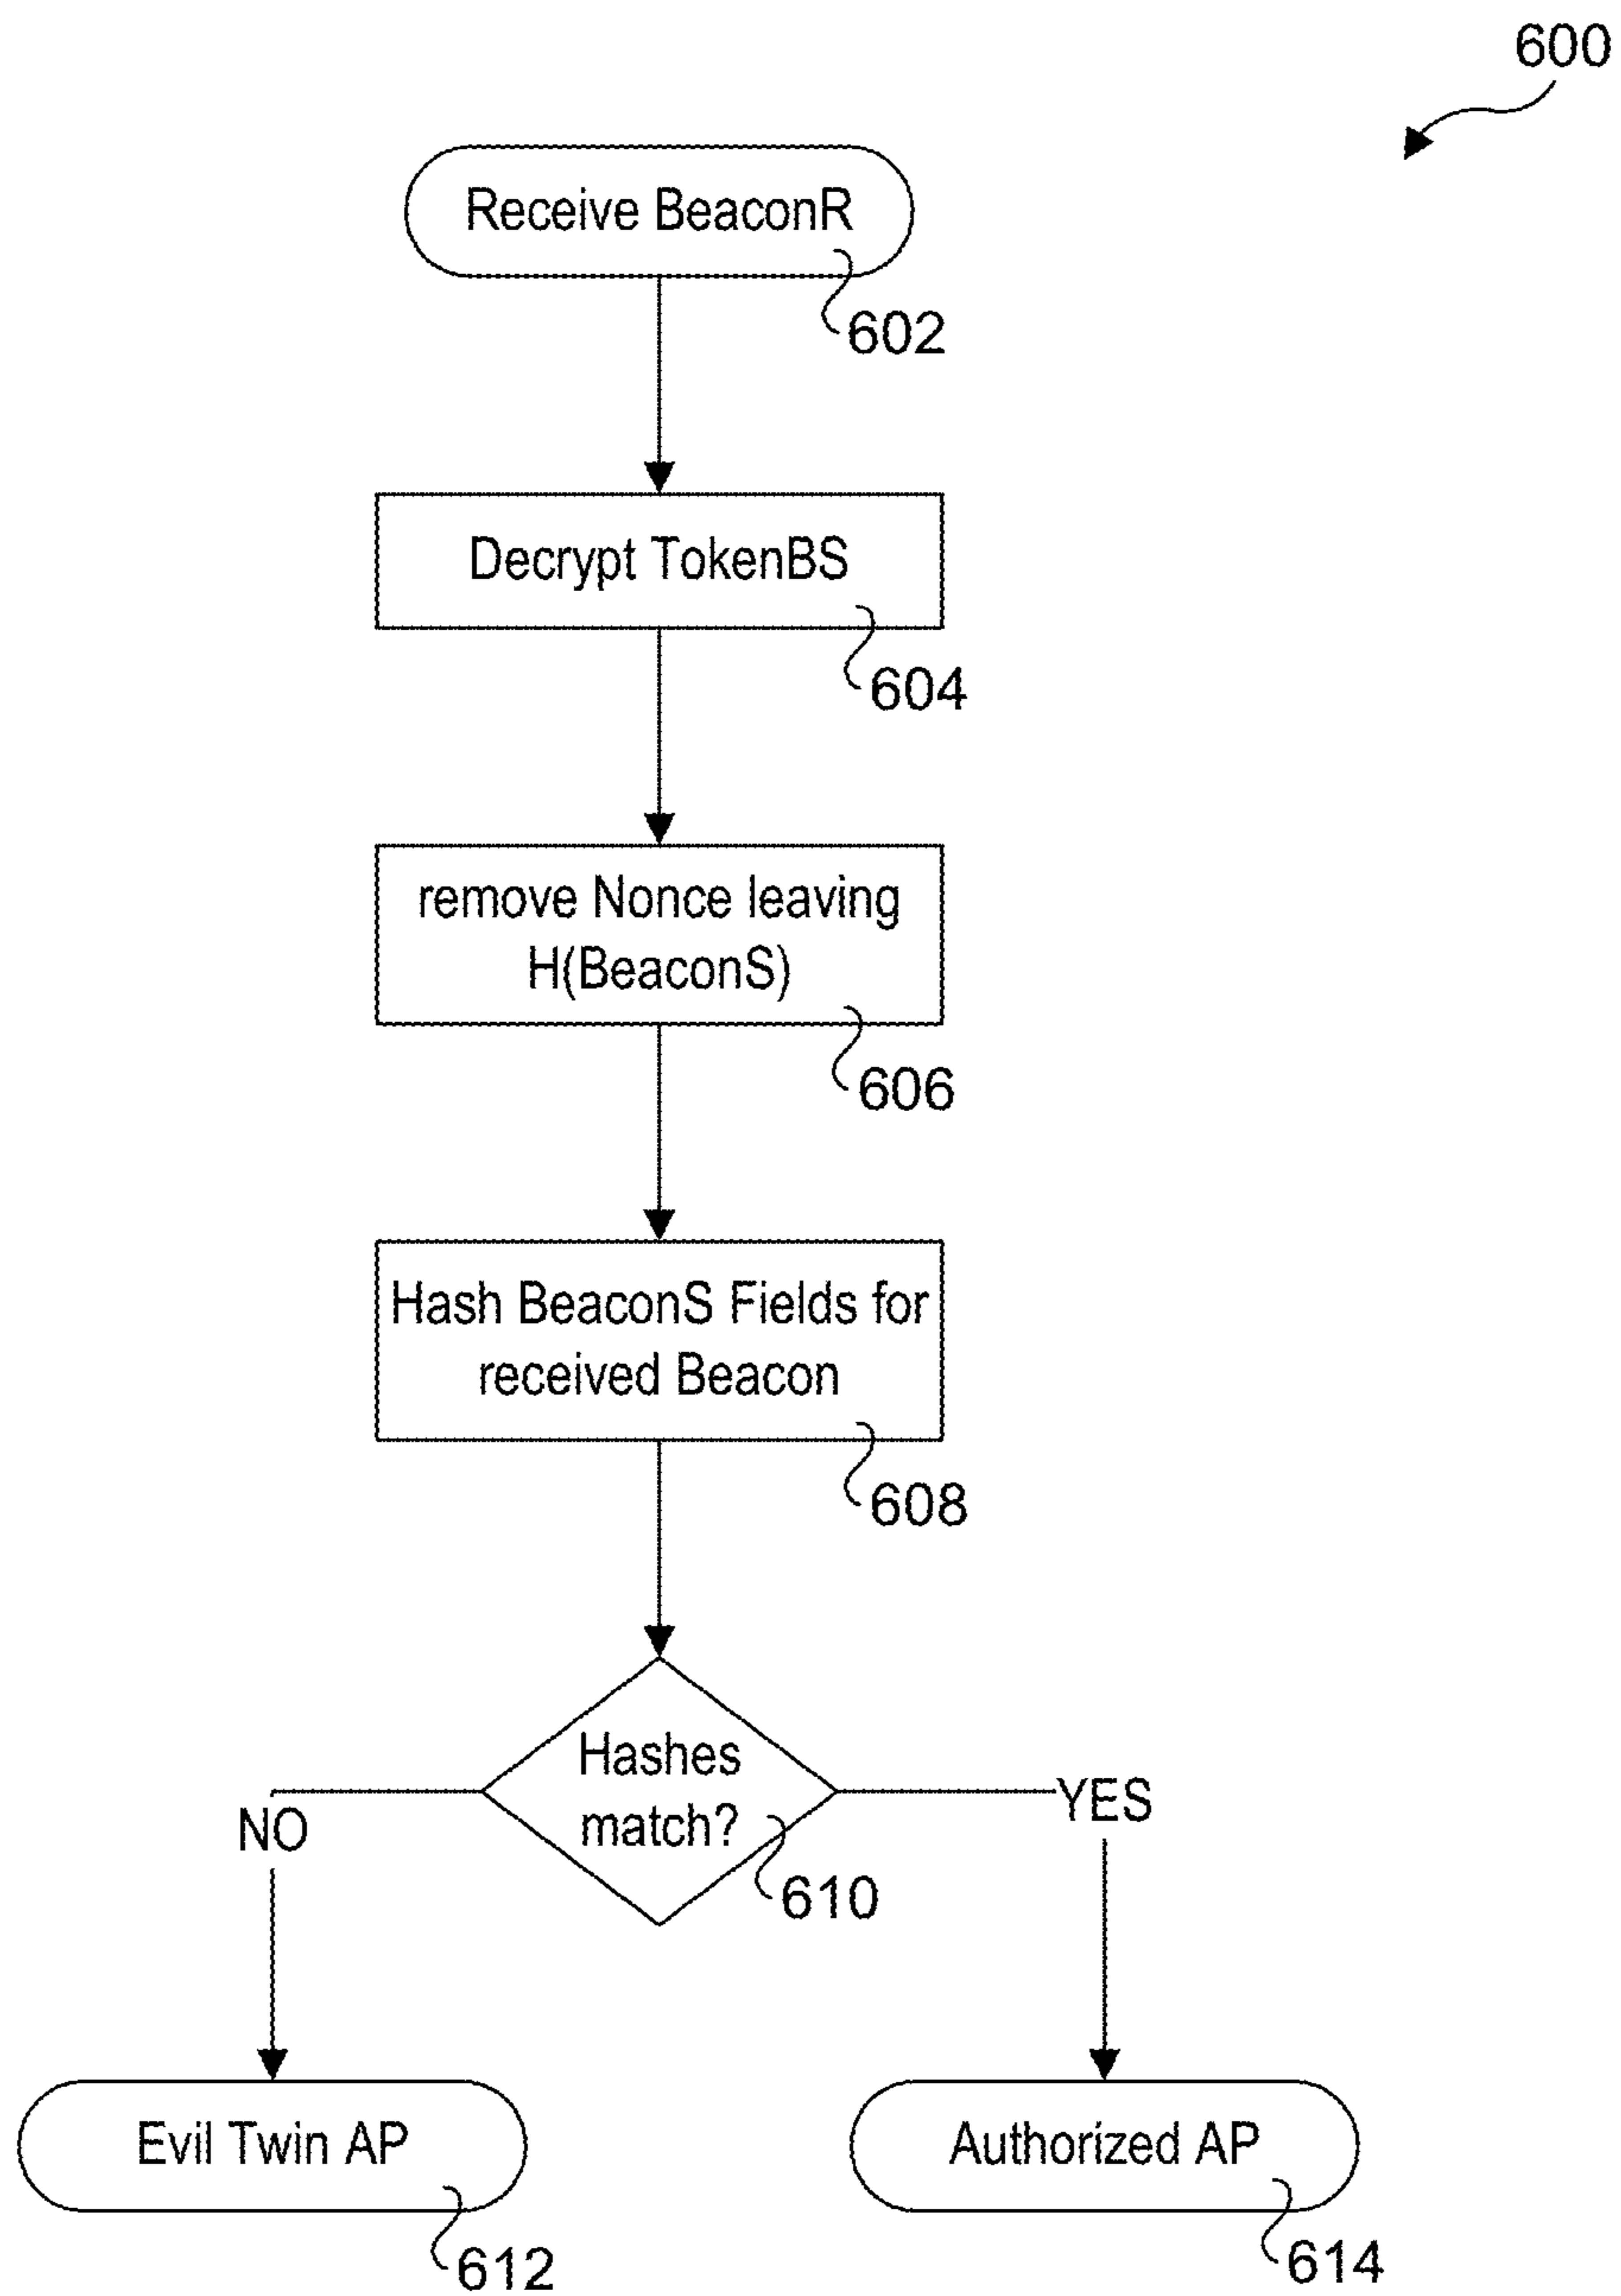 600
Receive BeaconR
602
Decrypt TokenBS
604
remove Nonce leaving
H(BeaconS)
606
Hash BeaconS Fields for
received Beacon
608
Hashes
match?
610
NO
YES
Evil Twin AP
612
Authorized AP
614